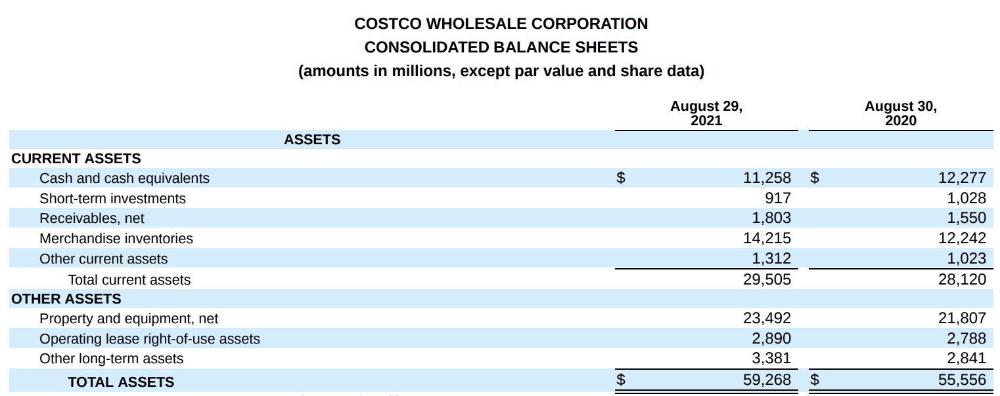 COSTCO WHOLESALE CORPORATION
CONSOLIDATED BALANCE SHEETS
(amounts in millions, except par value and share data)
August 29, 2021 August 30, 2020
ASSETS
CURRENT ASSETS
Cash and cash equivalents $ 11,258 $ 12,277
Short-term investments 917 1,028
Receivables, net 1,803 1,550
Merchandise inventories 14,215 12,242
Other current assets 1,312 1,023
Total current assets 29,505 28,120
OTHER ASSETS
Property and equipment, net 23,492 21,807
Operating lease right-of-use assets 2,890 2,788
Other long-term assets 3,381 2,841
TOTAL ASSETS $ 59,268 $ 55,556